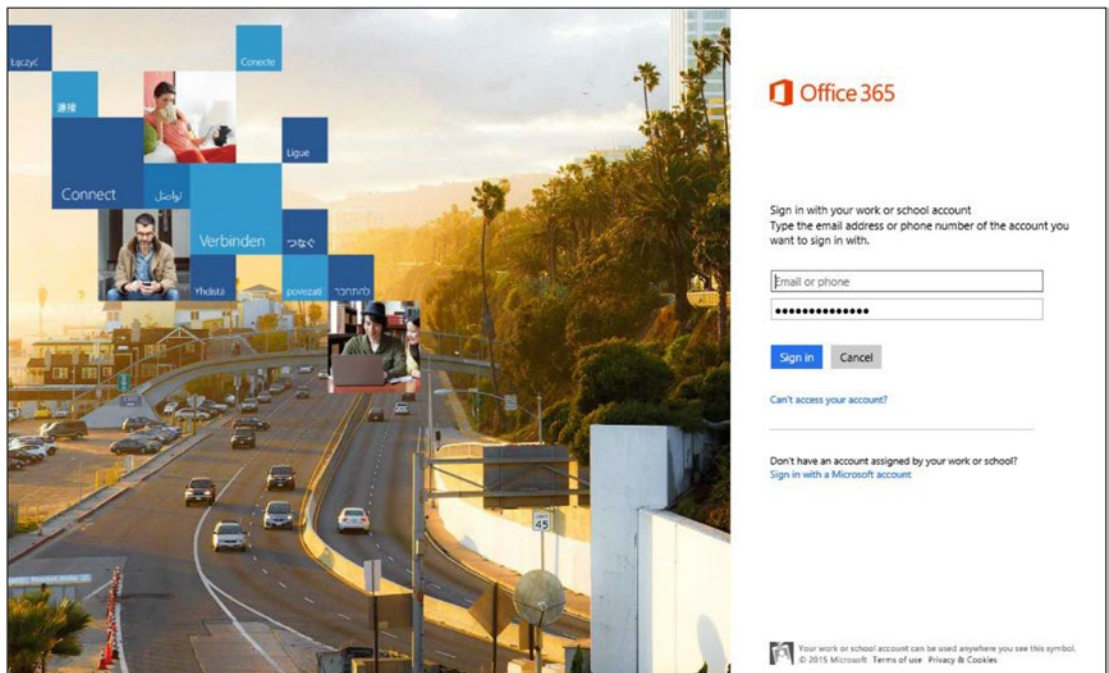 Łączyć
Conecte
連接
Ligue
Connect
تواصل
Verbinden
つなぐ
Yhdistä
povezati
להתחבר
EXIT
LIMIT
45
Office 365
Sign in with your work or school account
Type the email address or phone number of the account you
want to sign in with.
Email or phone
••••••••••••••
Sign in Cancel
Can't access your account?
Don't have an account assigned by your work or school?
Sign in with a Microsoft account
Your work or school account can be used anywhere you see this symbol.
© 2015 Microsoft Terms of use Privacy & Cookies